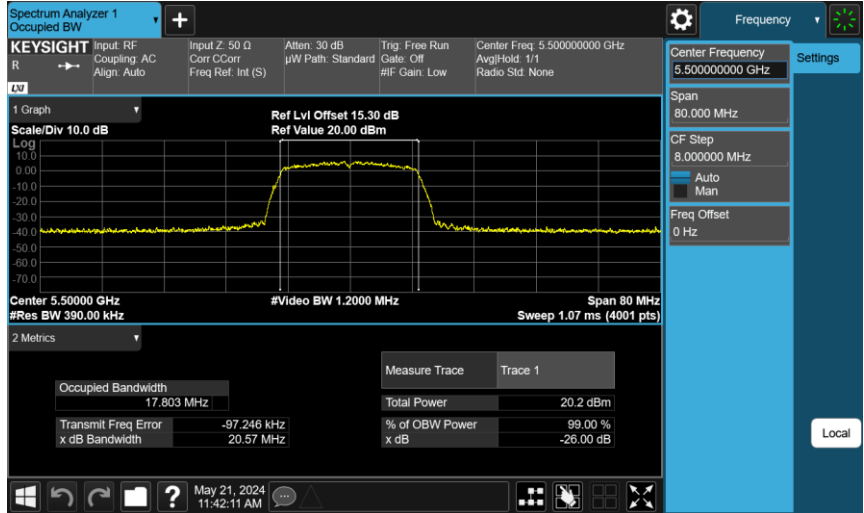 Spectrum Analyzer 1
Occupied BW
+
Frequency
KEYSIGHT
R
LXI
Input: RF
Coupling: AC
Align: Auto
Input Z: 50 Ω
Corr CCorr
Freq Ref: Int (S)
Atten: 30 dB
µW Path: Standard
Trig: Free Run
Gate: Off
#IF Gain: Low
Center Freq: 5.500000000 GHz
Avg|Hold: 1/1
Radio Std: None
Center Frequency
5.500000000 GHz
Settings
Span
80.000 MHz
CF Step
8.000000 MHz
Auto
Man
Freq Offset
0 Hz
Local
1 Graph
Scale/Div 10.0 dB
Ref Lvl Offset 15.30 dB
Ref Value 20.00 dBm
Log
10.0
0.00
-10.0
-20.0
-30.0
-40.0
-50.0
-60.0
-70.0
Center 5.50000 GHz
#Video BW 1.2000 MHz
Span 80 MHz
#Res BW 390.00 kHz
Sweep 1.07 ms (4001 pts)
2 Metrics
Measure Trace Trace 1
Occupied Bandwidth
17.803 MHz
Total Power 20.2 dBm
Transmit Freq Error -97.246 kHz
% of OBW Power 99.00 %
x dB Bandwidth 20.57 MHz
x dB -26.00 dB
?
May 21, 2024
11:42:11 AM